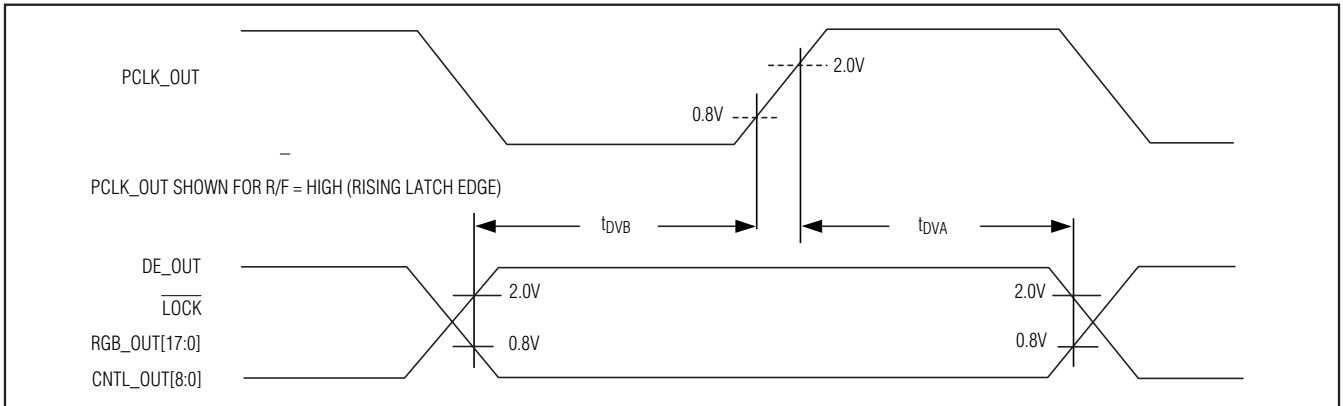 PCLK_OUT
2.0V
0.8V
PCLK_OUT SHOWN FOR R/F̅ = HIGH (RISING LATCH EDGE)
tDVB
tDVA
DE_OUT
2.0V
2.0V
L̅O̅C̅K̅
RGB_OUT[17:0]
0.8V
0.8V
CNTL_OUT[8:0]